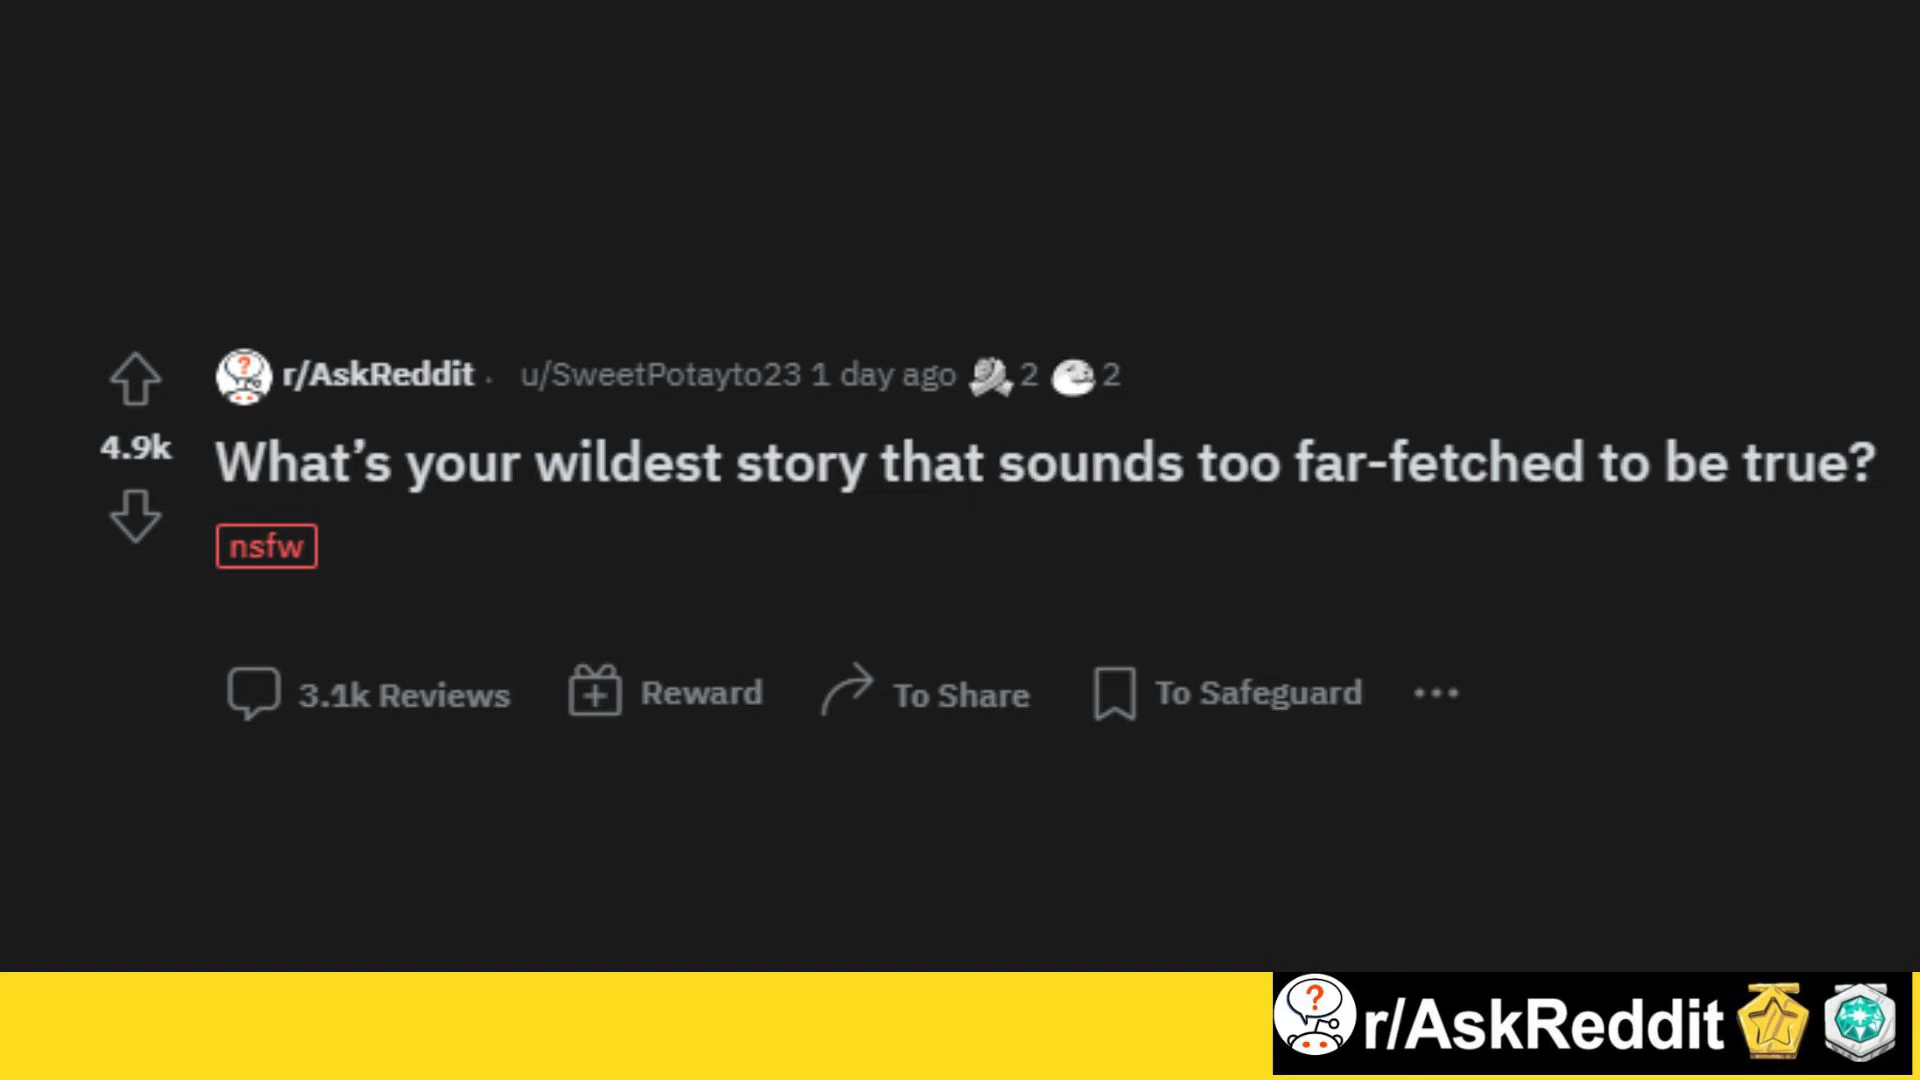 r/AskReddit · u/SweetPotayto23 1 day ago 2 2
4.9k
What's your wildest story that sounds too far-fetched to be true?
nsfw
3.1k Reviews Reward To Share To Safeguard ...
r/AskReddit